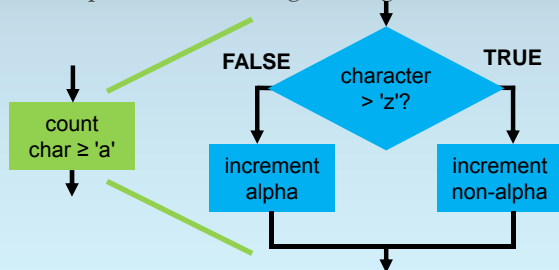 FALSE
TRUE
character
> 'z'?
count
char ≥ 'a'
increment
alpha
increment
non-alpha